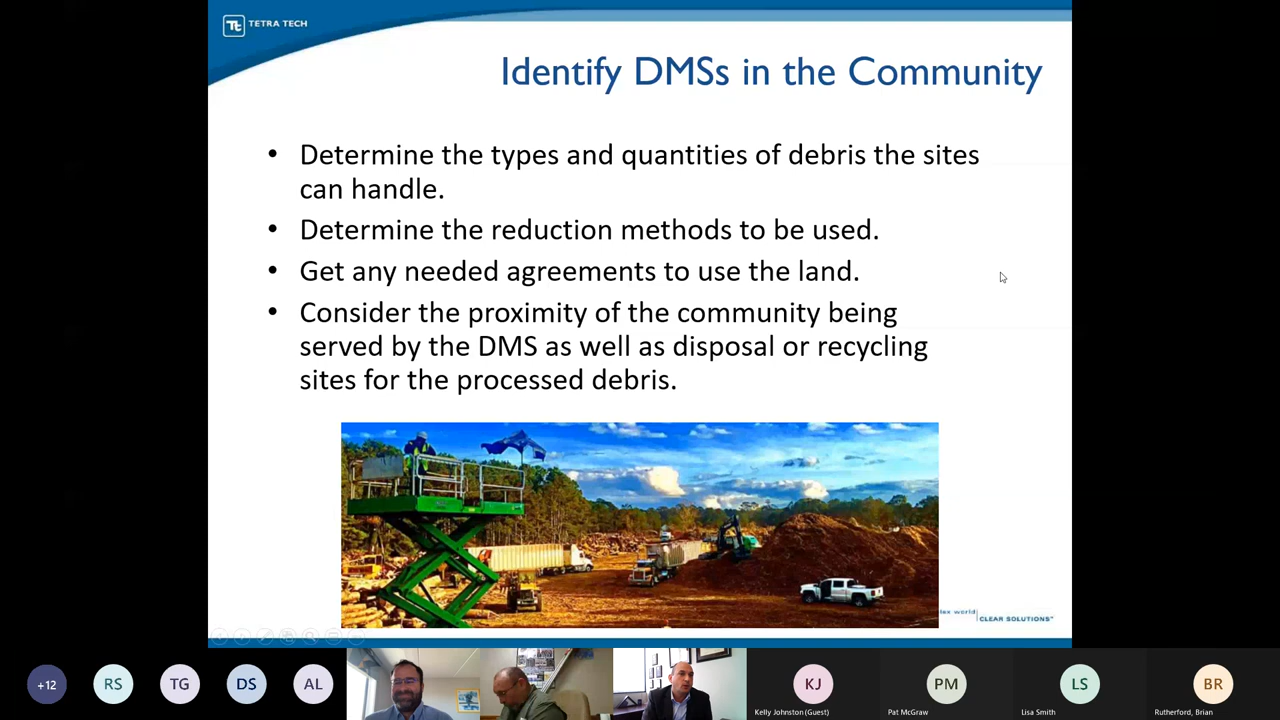 TETRA TECH
Identify DMSs in the Community
• Determine the types and quantities of debris the sites
can handle.
• Determine the reduction methods to be used.
• Get any needed agreements to use the land.
• Consider the proximity of the community being
served by the DMS as well as disposal or recycling
sites for the processed debris.
CLEAR SOLUTIONS™
+12
RS
TG
DS
AL
KJ
Kelly Johnston (Guest)
PM
Pat McGraw
LS
Lisa Smith
BR
Rutherford, Brian